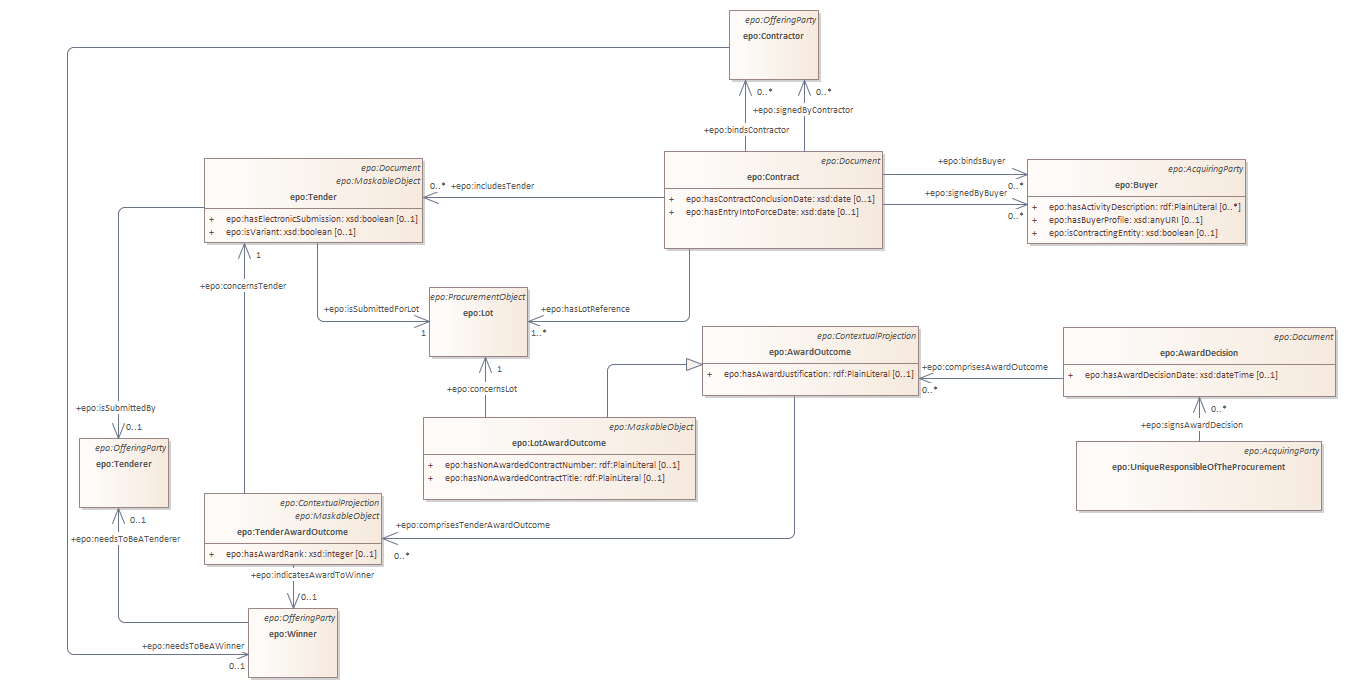 epo:OfferingParty
epo:Contractor
0..*
0..*
+epo:signedByContractor
+epo:bindsContractor
epo:Document
epo:MaskableObject
epo:Tender
+ epo:hasElectronicSubmission: xsd:boolean [0..1]
+ epo:isVariant: xsd:boolean [0..1]
0..* +epo:includesTender
epo:Document
epo:Contract
+ epo:hasContractConclusionDate: xsd:date [0..1]
+ epo:hasEntryIntoForceDate: xsd:date [0..1]
+epo:bindsBuyer
0..*
+epo:signedByBuyer
0..*
epo:AcquiringParty
epo:Buyer
+ epo:hasActivityDescription: rdf:PlainLiteral [0..*]
+ epo:hasBuyerProfile: xsd:anyURI [0..1]
+ epo:isContractingEntity: xsd:boolean [0..1]
1
+epo:concernsTender
+epo:isSubmittedForLot
1
epo:ProcurementObject
epo:Lot
+epo:hasLotReference
1..*
epo:ContextualProjection
epo:AwardOutcome
+ epo:hasAwardJustification: rdf:PlainLiteral [0..1]
+epo:comprisesAwardOutcome
0..*
epo:Document
epo:AwardDecision
+ epo:hasAwardDecisionDate: xsd:dateTime [0..1]
1
+epo:concernsLot
+epo:isSubmittedBy
0..1
0..*
+epo:signsAwardDecision
epo:MaskableObject
epo:LotAwardOutcome
+ epo:hasNonAwardedContractNumber: rdf:PlainLiteral [0..1]
+ epo:hasNonAwardedContractTitle: rdf:PlainLiteral [0..1]
epo:AcquiringParty
epo:UniqueResponsibleOfTheProcurement
epo:OfferingParty
epo:Tenderer
0..1
+epo:needsToBeATenderer
epo:ContextualProjection
epo:MaskableObject
epo:TenderAwardOutcome
+ epo:hasAwardRank: xsd:integer [0..1]
+epo:comprisesTenderAwardOutcome
0..*
+epo:indicatesAwardToWinner
0..1
epo:OfferingParty
epo:Winner
+epo:needsToBeAWinner
0..1